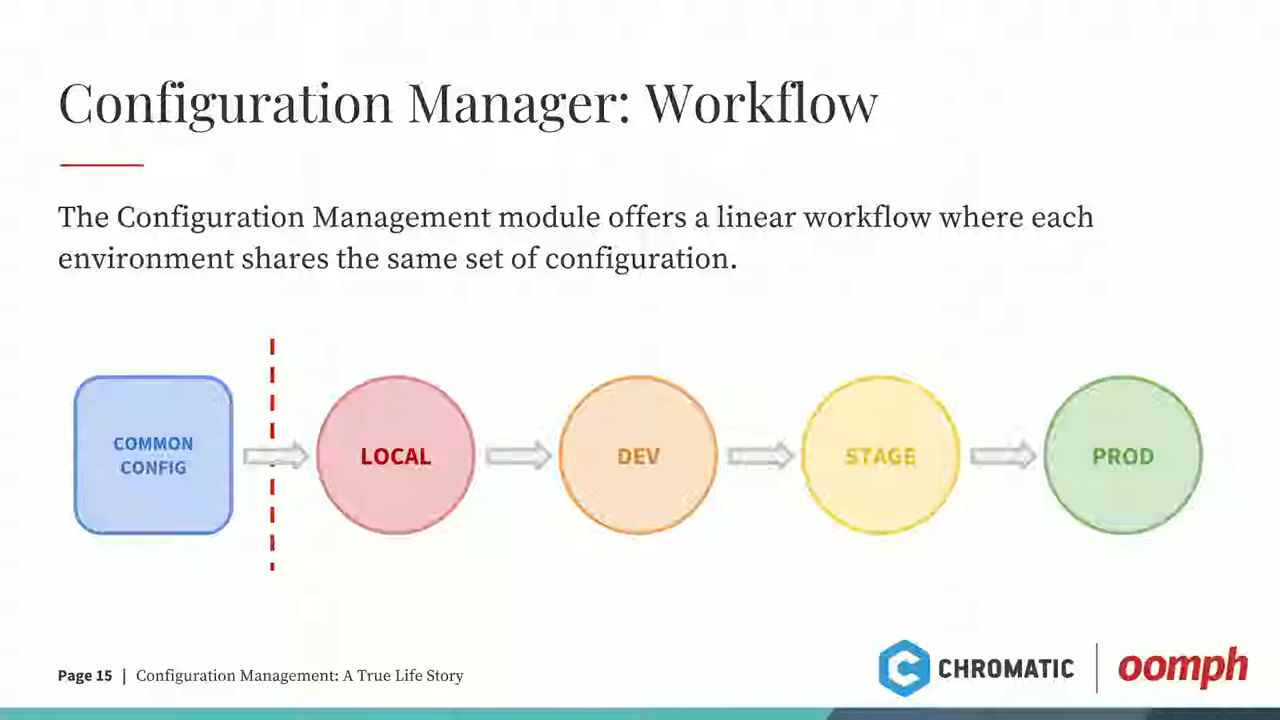 Configuration Manager: Workflow
The Configuration Management module offers a linear workflow where each
environment shares the same set of configuration.
COMMON
CONFIG
LOCAL
DEV
STAGE
PROD
Page 15 | Configuration Management: A True Life Story
CHROMATIC
oomph